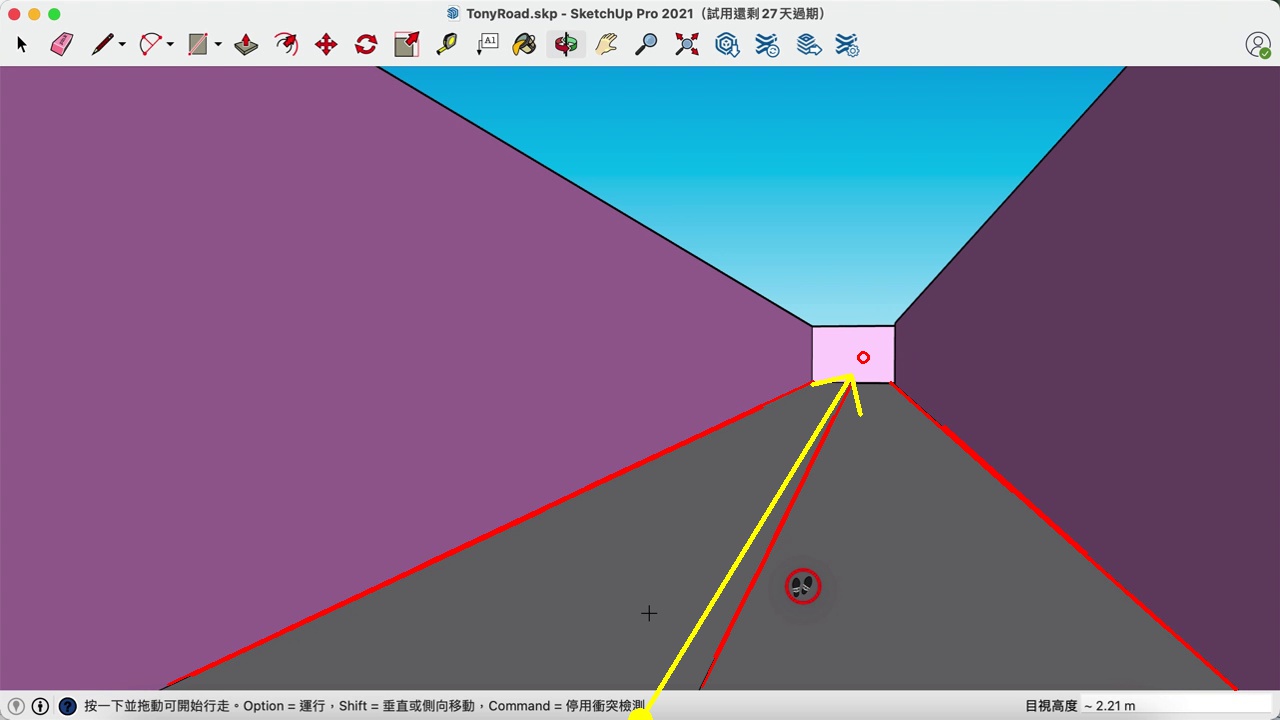 TonyRoad.skp - SketchUp Pro 2021（試用還剩 27 天過期）
A1
按一下並拖動可開始行走。Option = 運行，Shift = 垂直或側向移動，Command = 停用衝突檢測
目視高度 ~ 2.21 m